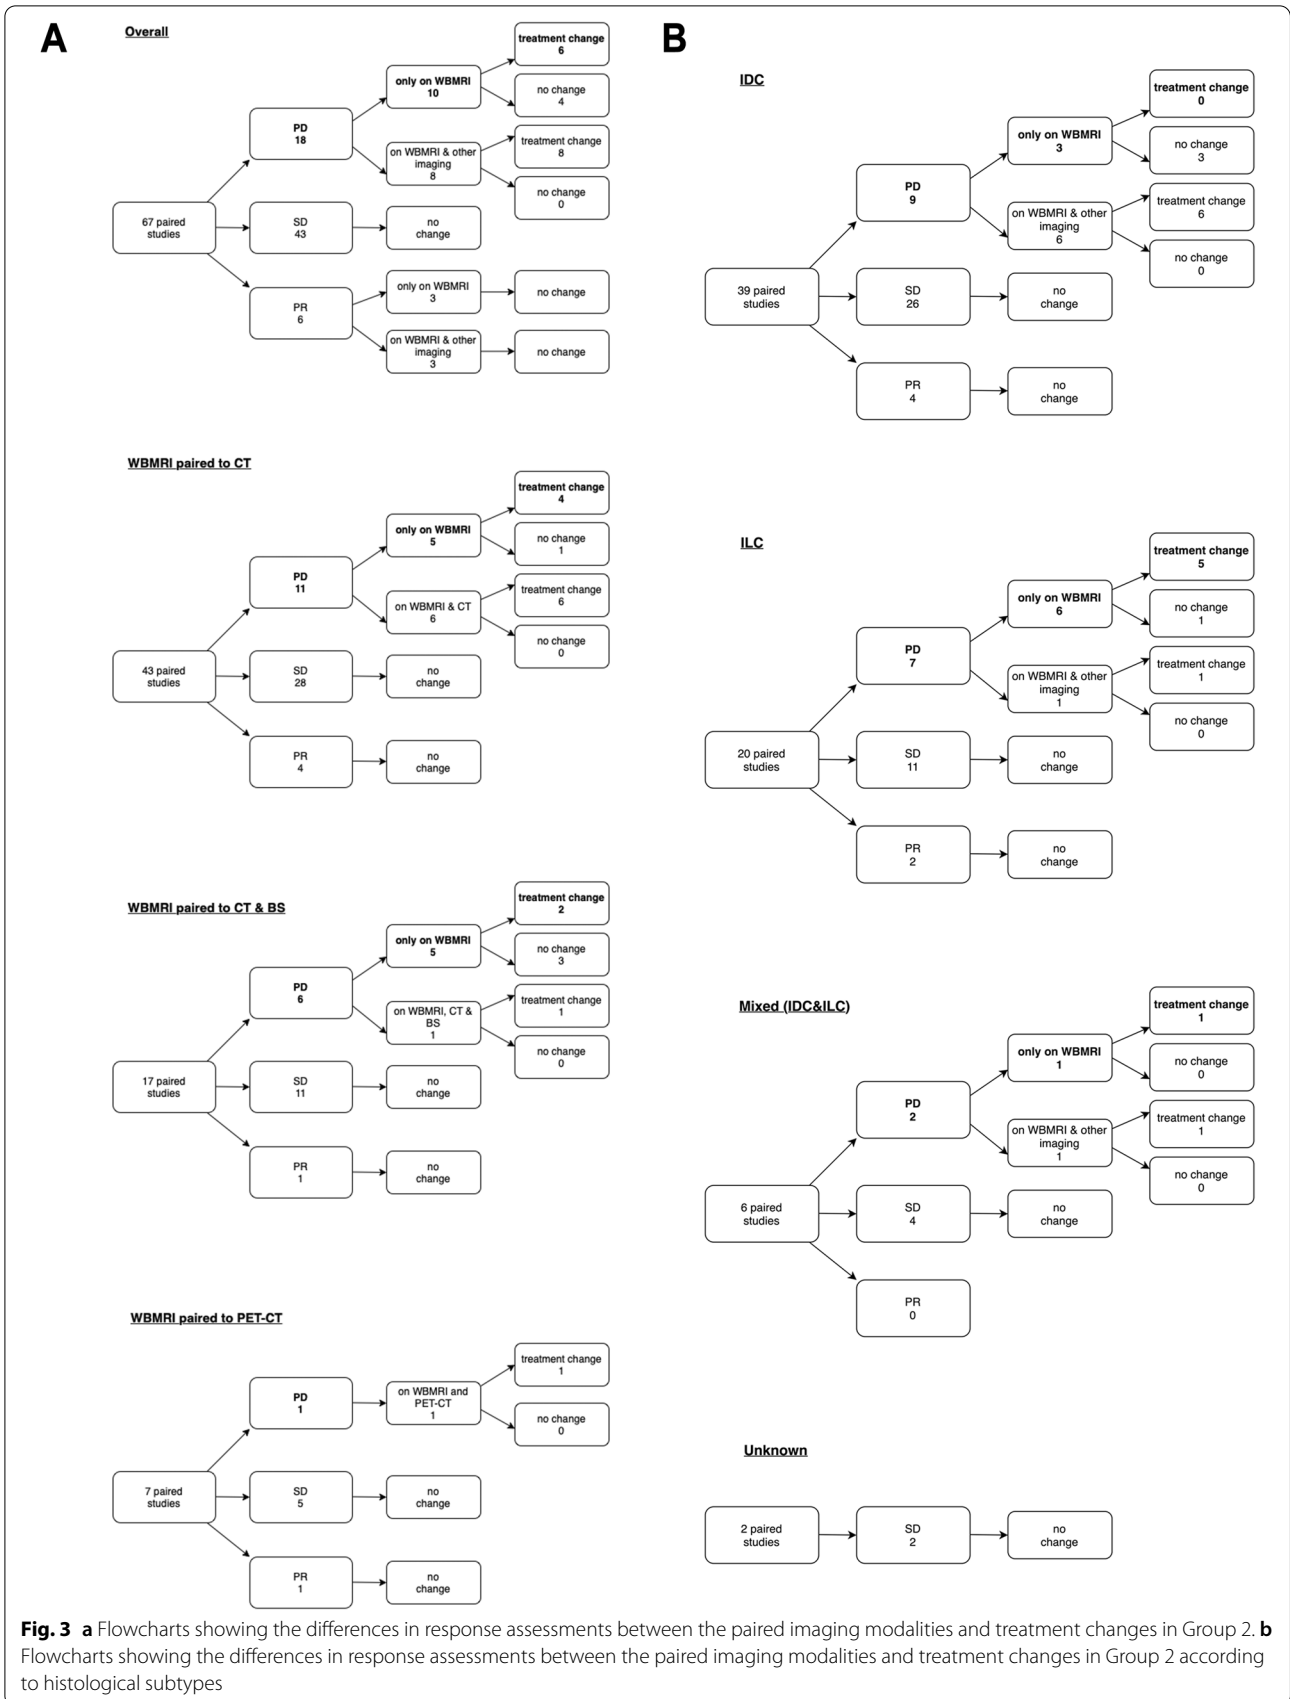 A
Overall
67 paired
studies
PD
18
SD
43
PR
6
only on WBMRI
10
on WBMRI & other
imaging
8
no
change
only on WBMRI
3
on WBMRI & other
imaging
3
treatment change
6
no change
4
treatment change
8
no change
0
no change
no change
WBMRI paired to CT
43 paired
studies
PD
11
SD
28
PR
4
only on WBMRI
5
on WBMRI & CT
6
no
change
no
change
treatment change
4
no change
1
treatment change
6
no change
0
WBMRI paired to CT & BS
17 paired
studies
PD
6
SD
11
PR
1
only on WBMRI
5
on WBMRI, CT &
BS
1
no
change
no
change
treatment change
2
no change
3
treatment change
1
no change
0
WBMRI paired to PET-CT
7 paired
studies
PD
1
SD
5
PR
1
on WBMRI and
PET-CT
1
no
change
no
change
treatment change
1
no change
0
B
IDC
39 paired
studies
PD
9
SD
26
PR
4
only on WBMRI
3
on WBMRI & other
imaging
6
no
change
no
change
treatment change
0
no change
3
treatment change
6
no change
0
ILC
20 paired
studies
PD
7
SD
11
PR
2
only on WBMRI
6
on WBMRI & other
imaging
1
no
change
no
change
treatment change
5
no change
1
treatment change
1
no change
0
Mixed (IDC&ILC)
6 paired
studies
PD
2
SD
4
PR
0
only on WBMRI
1
on WBMRI & other
imaging
1
no
change
treatment change
1
no change
0
treatment change
1
no change
0
Unknown
2 paired
studies
SD
2
no
change
Fig. 3 a Flowcharts showing the differences in response assessments between the paired imaging modalities and treatment changes in Group 2. b
Flowcharts showing the differences in response assessments between the paired imaging modalities and treatment changes in Group 2 according
to histological subtypes